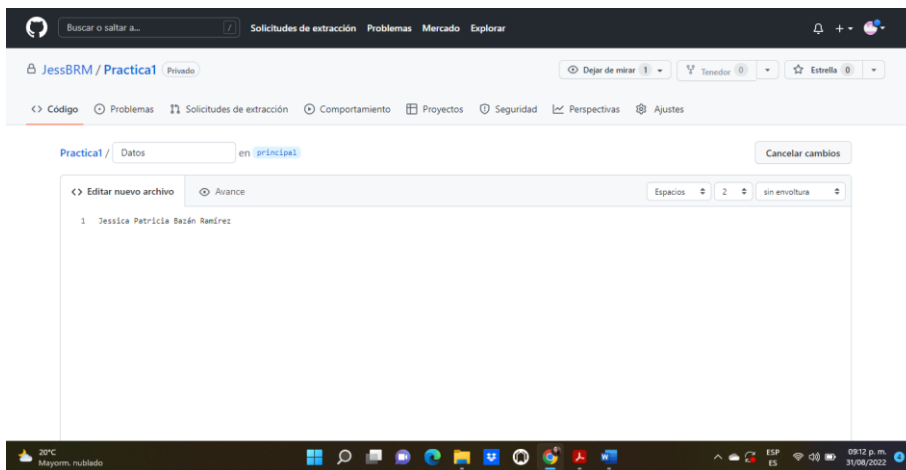 Buscar o saltar a... / Solicitudes de extracción Problemas Mercado Explorar
JessBRM / Practica1 Privado Dejar de mirar 1 Tenedor 0 Estrella 0
Código Problemas Solicitudes de extracción Comportamiento Proyectos Seguridad Perspectivas Ajustes
Practica1 / Datos en principal Cancelar cambios
Editar nuevo archivo Avance Espacios 2 sin envoltura
1 Jessica Patricia Bazán Ramírez
20°C ESP 09:12 p. m.
Mayorm. nublado ES 31/08/2022